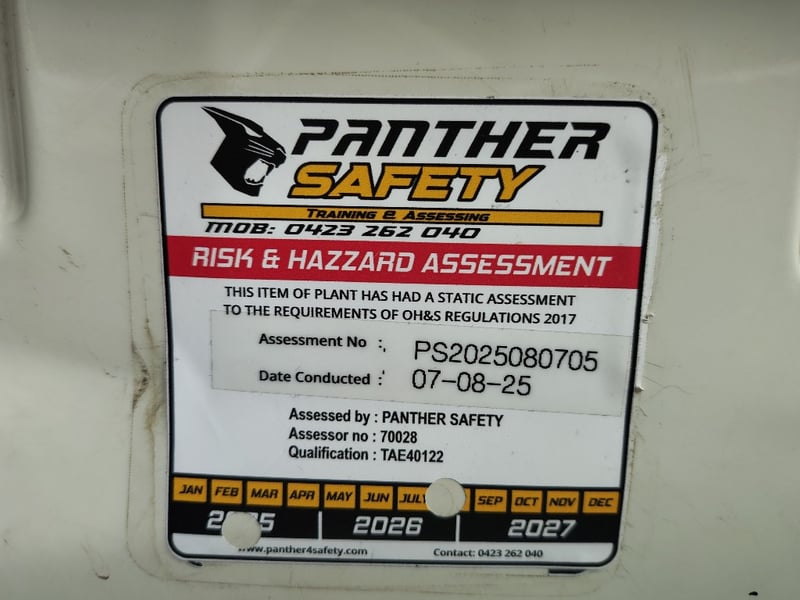 PANTHER
SAFETY
TRAINING & ASSESSING
MOB: 0423 262 040
RISK & HAZZARD ASSESSMENT
THIS ITEM OF PLANT HAS HAD A STATIC ASSESSMENT
TO THE REQUIREMENTS OF OH&S REGULATIONS 2017
Assessment No : PS2025080705
Date Conducted : 07-08-25
Assessed by : PANTHER SAFETY
Assessor no : 70028
Qualification : TAE40122
JAN FEB MAR APR MAY JUN JULY SEP OCT NOV DEC
2026 2027
www.panther4safety.com Contact: 0423 262 040